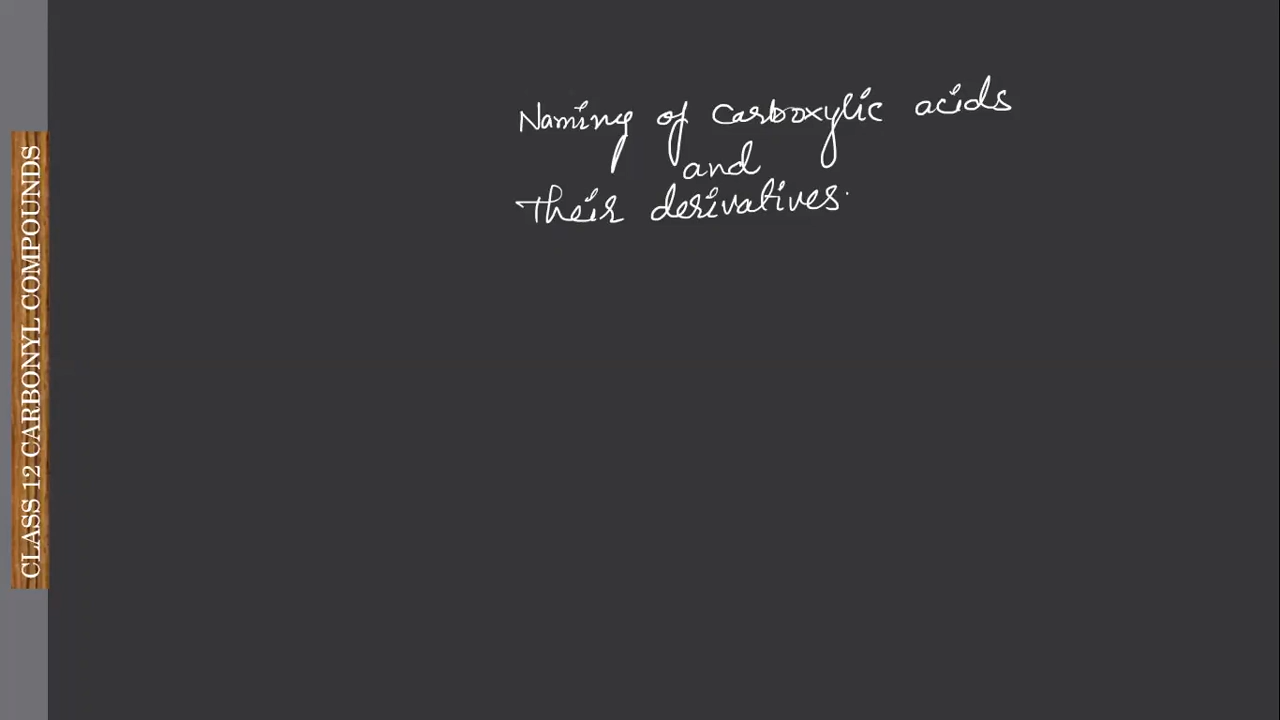 Naming of Carboxylic acids
and
Their derivatives.
CLASS 12 CARBONYL COMPOUNDS